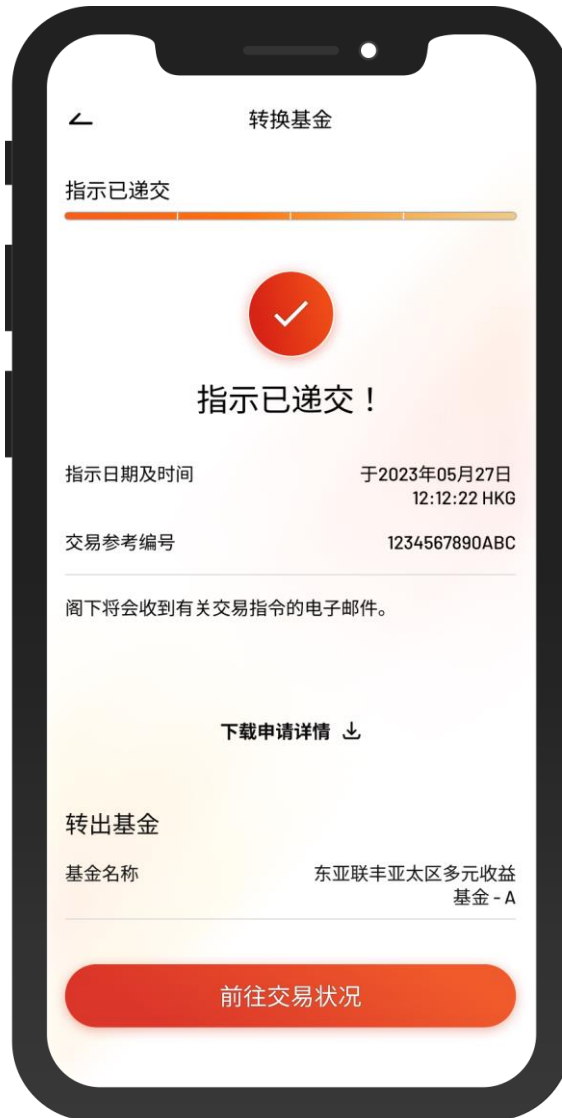 转换基金
指示已递交
指示已递交！
指示日期及时间
于2023年05月27日
12:12:22 HKG
交易参考编号
1234567890ABC
阁下将会收到有关交易指令的电子邮件。
下载申请详情
转出基金
基金名称
东亚联丰亚太区多元收益
基金 - A
前往交易状况